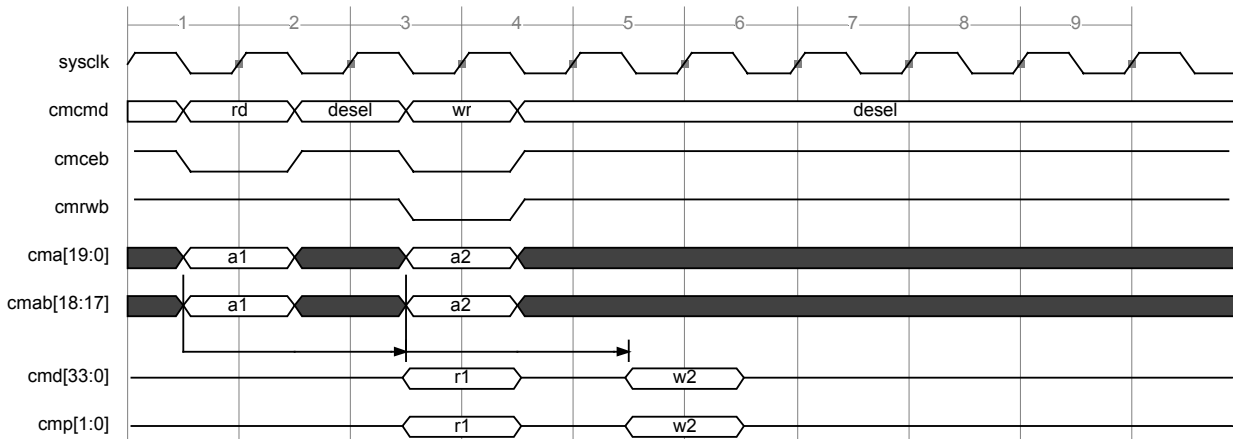 1 2 3 4 5 6 7 8 9
sysclk
cmcmd rd desel wr desel
cmceb
cmrwb
cma[19:0] a1 a2
cmab[18:17] a1 a2
cmd[33:0] r1 w2
cmp[1:0] r1 w2